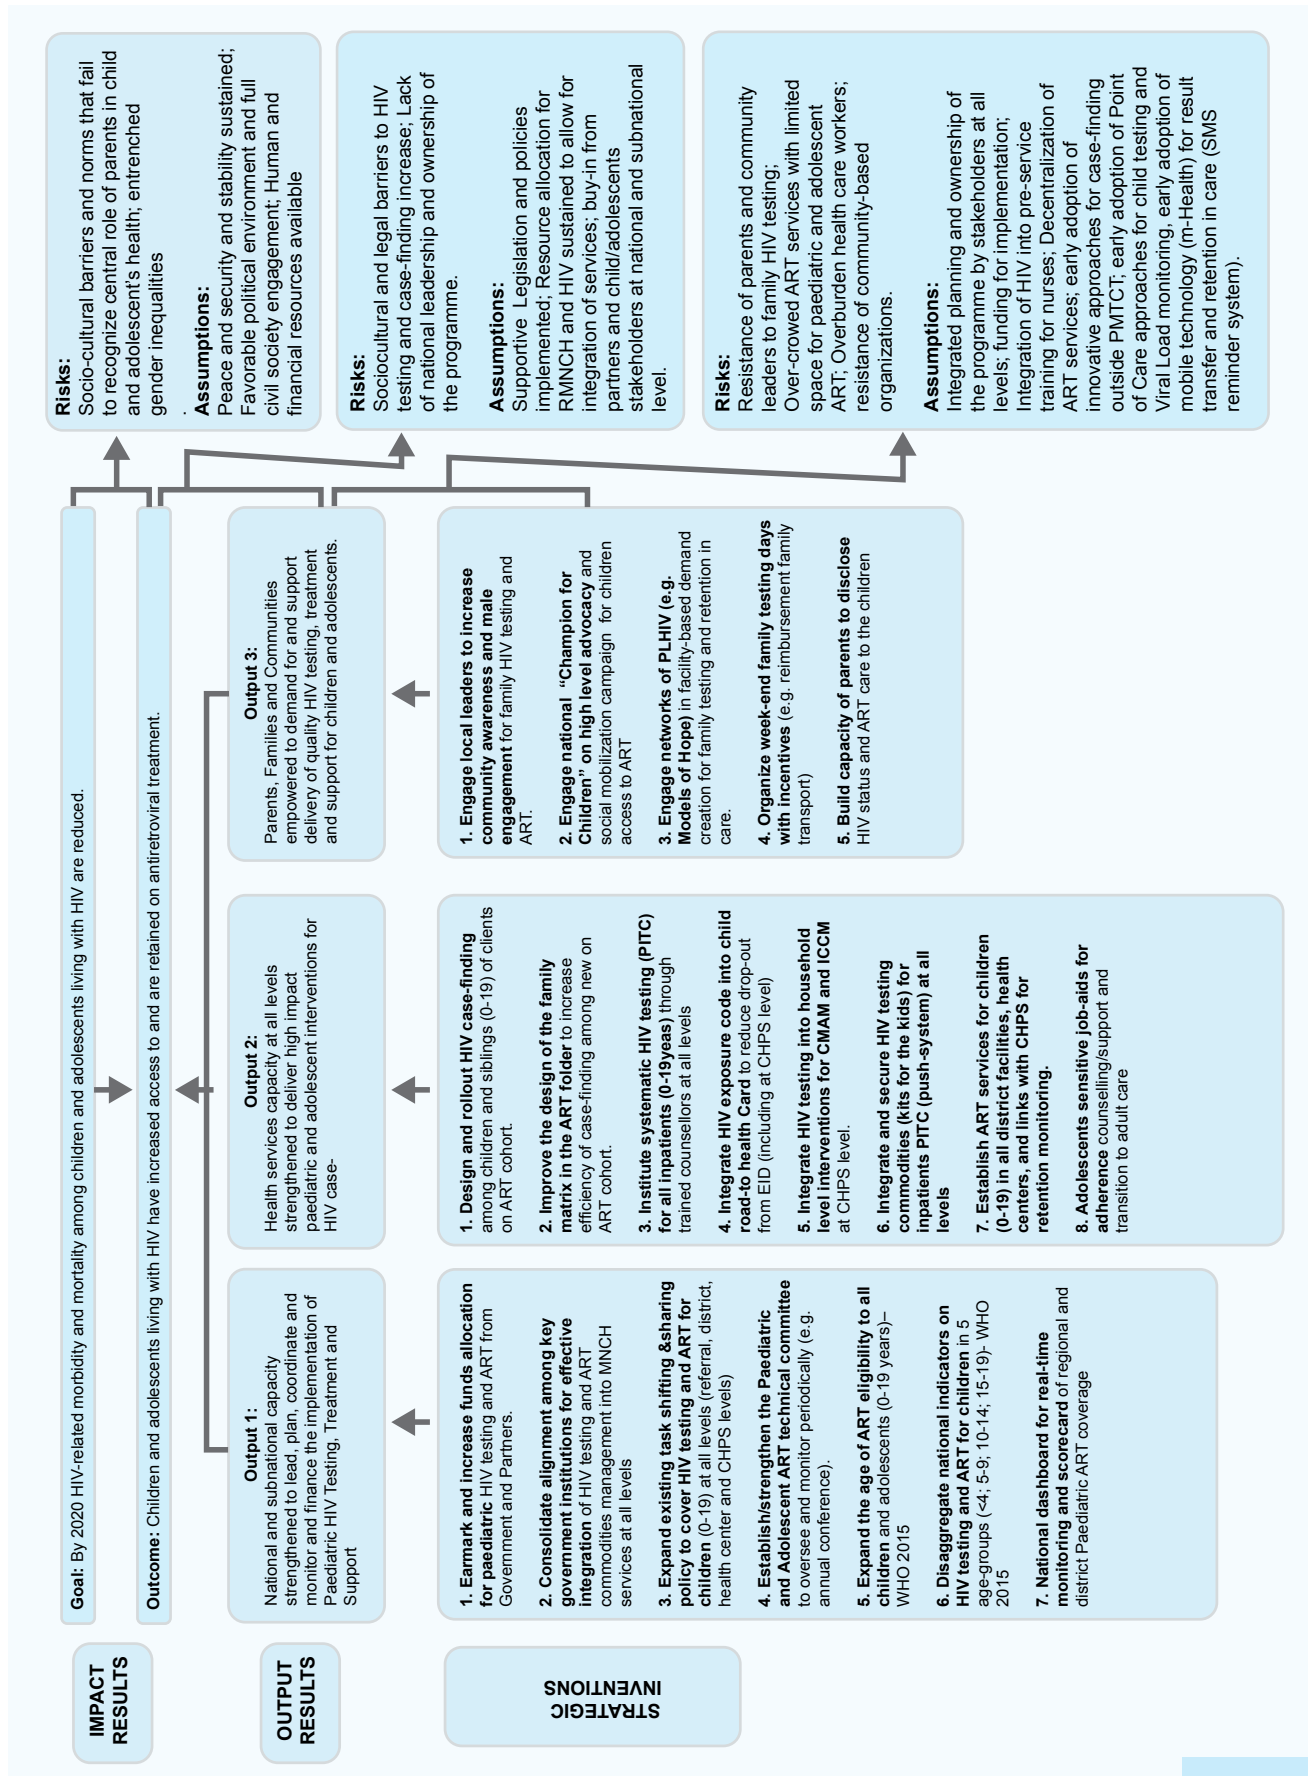 IMPACT
RESULTS
Goal: By 2020 HIV-related morbidity and mortality among children and adolescents living with HIV are reduced.
Outcome: Children and adolescents living with HIV have increased access to and are retained on antiretroviral treatment.
OUTPUT
RESULTS
Output 1:
National and subnational capacity
strengthened to lead, plan, coordinate and
monitor and finance the implementation of
Paediatric HIV Testing, Treatment and
Support
Output 2:
Health services capacity at all levels
strengthened to deliver high impact
paediatric and adolescent interventions for
HIV case-
Output 3:
Parents, Families and Communities
empowered to demand for and support
delivery of quality HIV testing, treatment
and support for children and adolescents.
STRATEGIC
INVENTIONS
1. Earmark and increase funds allocation
for paediatric HIV testing and ART from
Government and Partners.
2. Consolidate alignment among key
government institutions for effective
integration of HIV testing and ART
commodities management into MNCH
services at all levels
3. Expand existing task shifting &sharing
policy to cover HIV testing and ART for
children (0-19) at all levels (referral, district,
health center and CHPS levels)
4. Establish/strengthen the Paediatric
and Adolescent ART technical committee
to oversee and monitor periodically (e.g.
annual conference).
5. Expand the age of ART eligibility to all
children and adolescents (0-19 years)–
WHO 2015
6. Disaggregate national indicators on
HIV testing and ART for children in 5
age-groups (<4; 5-9; 10-14; 15-19)- WHO
2015
7. National dashboard for real-time
monitoring and scorecard of regional and
district Paediatric ART coverage
1. Design and rollout HIV case-finding
among children and siblings (0-19) of clients
on ART cohort.
2. Improve the design of the family
matrix in the ART folder to increase
efficiency of case-finding among new on
ART cohort.
3. Institute systematic HIV testing (PITC)
for all inpatients (0-19years) through
trained counsellors at all levels
4. Integrate HIV exposure code into child
road-to health Card to reduce drop-out
from EID (including at CHPS level)
5. Integrate HIV testing into household
level interventions for CMAM and ICCM
at CHPS level.
6. Integrate and secure HIV testing
commodities (kits for the kids) for
inpatients PITC (push-system) at all
levels
7. Establish ART services for children
(0-19) in all district facilities, health
centers, and links with CHPS for
retention monitoring.
8. Adolescents sensitive job-aids for
adherence counselling/support and
transition to adult care
1. Engage local leaders to increase
community awareness and male
engagement for family HIV testing and
ART.
2. Engage national "Champion for
Children" on high level advocacy and
social mobilization campaign for children
access to ART
3. Engage networks of PLHIV (e.g.
Models of Hope) in facility-based demand
creation for family testing and retention in
care.
4. Organize week-end family testing days
with incentives (e.g. reimbursement family
transport)
5. Build capacity of parents to disclose
HIV status and ART care to the children
Risks:
Socio-cultural barriers and norms that fail
to recognize central role of parents in child
and adolescent's health; entrenched
gender inequalities
.
Assumptions:
Peace and security and stability sustained;
Favorable political environment and full
civil society engagement; Human and
financial resources available
Risks:
Sociocultural and legal barriers to HIV
testing and case-finding increase; Lack
of national leadership and ownership of
the programme.
Assumptions:
Supportive Legislation and policies
implemented; Resource allocation for
RMNCH and HIV sustained to allow for
integration of services; buy-in from
partners and child/adolescents
stakeholders at national and subnational
level.
Risks:
Resistance of parents and community
leaders to family HIV testing;
Over-crowed ART services with limited
space for paediatric and adolescent
ART; Overburden health care workers;
resistance of community-based
organizations.
Assumptions:
Integrated planning and ownership of
the programme by stakeholders at all
levels; funding for implementation;
Integration of HIV into pre-service
training for nurses; Decentralization of
ART services; early adoption of
innovative approaches for case-finding
outside PMTCT; early adoption of Point
of Care approaches for child testing and
Viral Load monitoring, early adoption of
mobile technology (m-Health) for result
transfer and retention in care (SMS
reminder system).